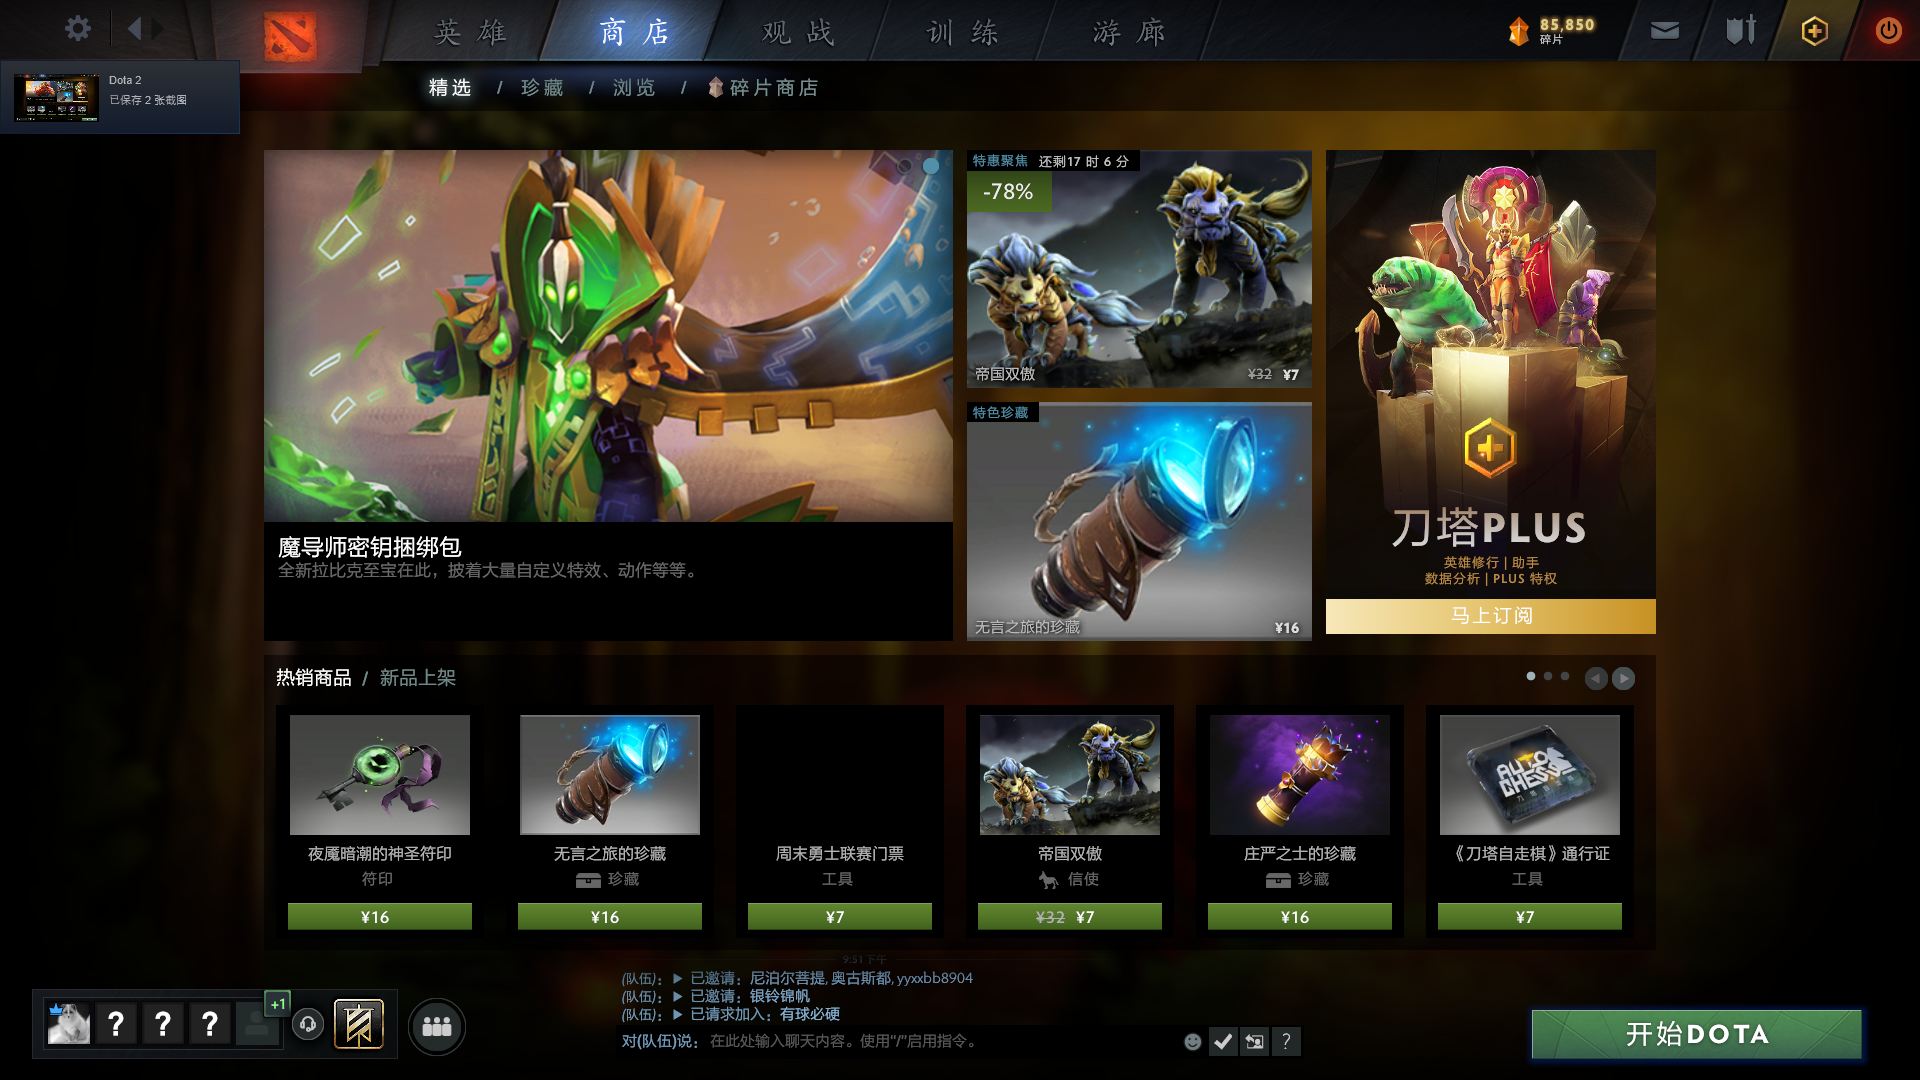 英雄
商店
观战
训练
游廊
85,850
碎片
Dota 2
已保存 2 张截图
精选 / 珍藏 / 浏览 / 碎片商店
特惠聚焦 还剩17 时 6 分
-78%
帝国双傲
¥32 ¥7
特色珍藏
无言之旅的珍藏
¥16
魔导师密钥捆绑包
全新拉比克至宝在此，披着大量自定义特效、动作等等。
刀塔PLUS
英雄修行 | 助手
数据分析 | PLUS 特权
马上订阅
热销商品 / 新品上架
夜魇暗潮的神圣符印
符印
¥16
无言之旅的珍藏
珍藏
¥16
周末勇士联赛门票
工具
¥7
帝国双傲
信使
¥32 ¥7
庄严之士的珍藏
珍藏
¥16
AUTO CHESS
《刀塔自走棋》通行证
工具
¥7
9:51 下午
(队伍)： ▶ 已邀请：尼泊尔菩提, 奥古斯都, yyxxbb8904
(队伍)： ▶ 已邀请：银铃锦帆
(队伍)： ▶ 已请求加入：有球必硬
对(队伍)说： 在此处输入聊天内容。使用“/”启用指令。
?
? ? ?
+1
开始DOTA